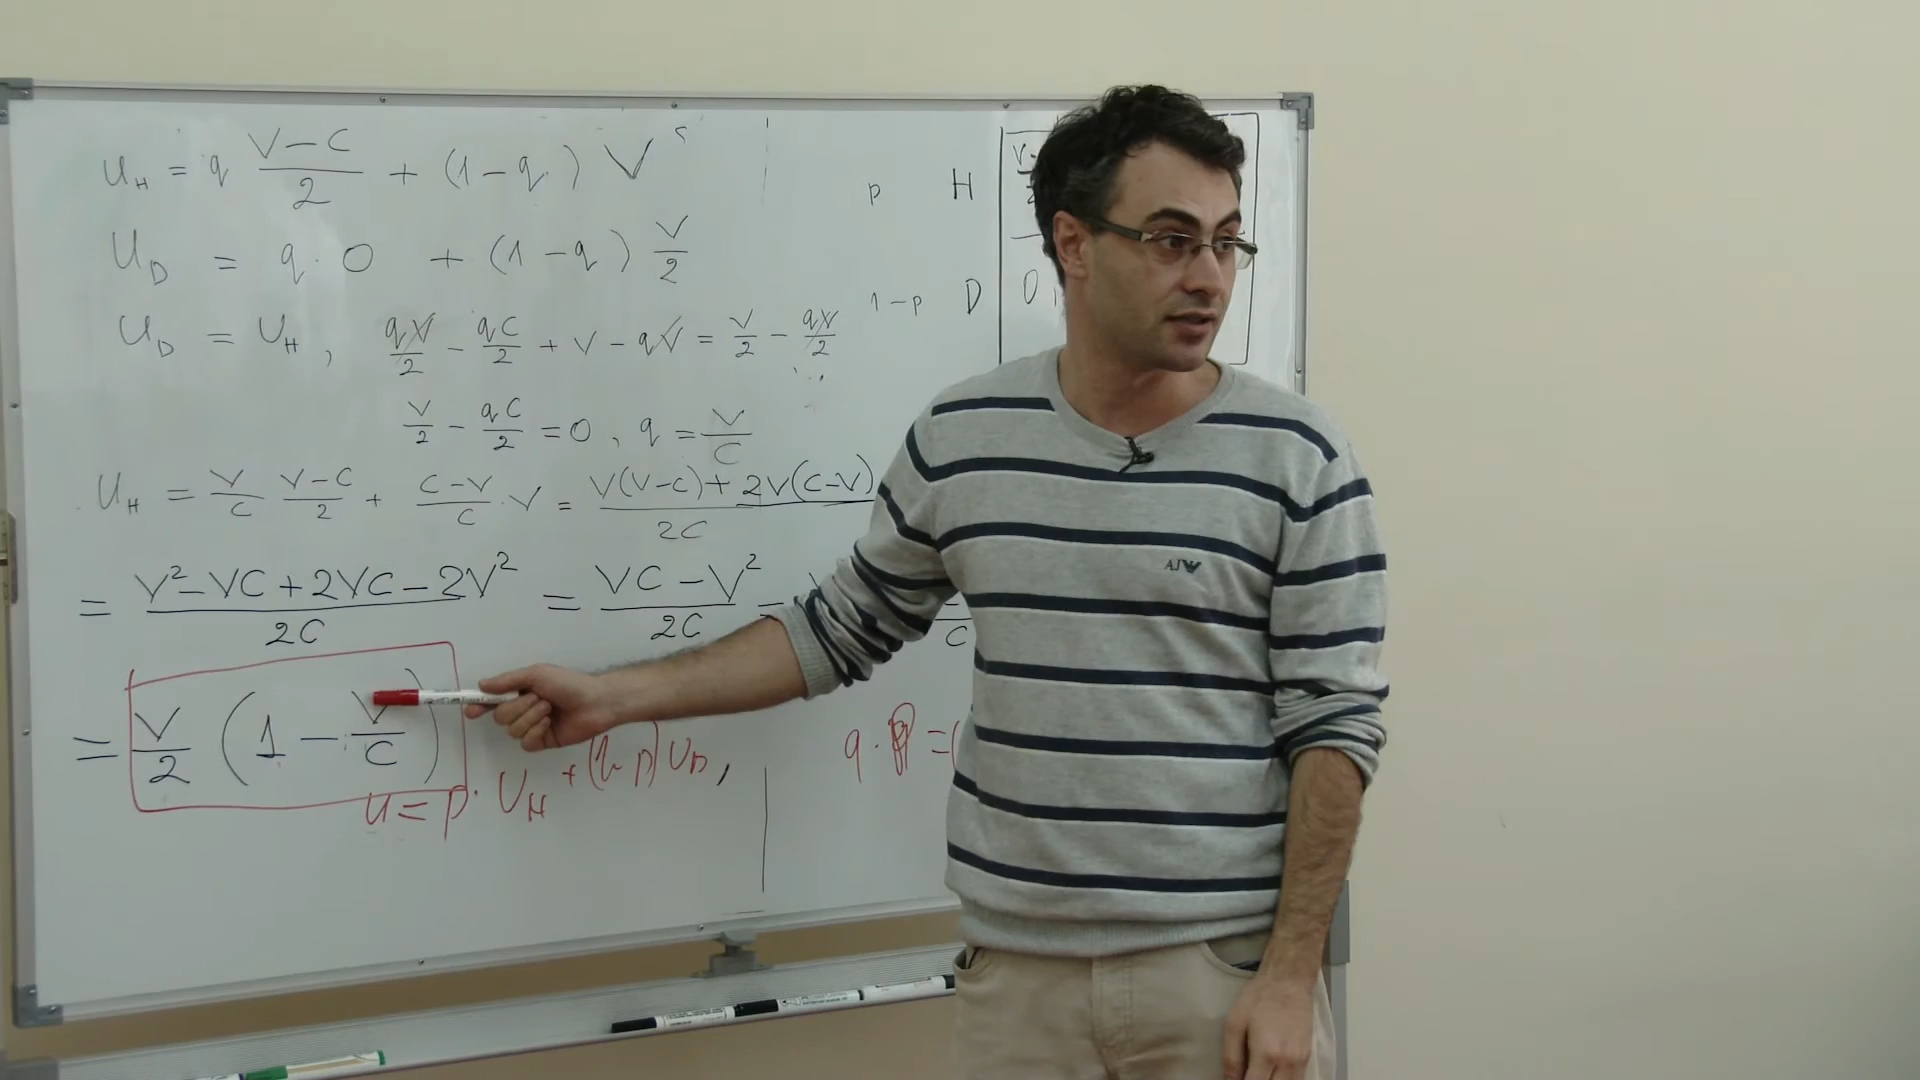 u_H = q (V-C)/2 + (1-q) V
u_D = q · 0 + (1-q) V/2
U_D = U_H, qV/2 - qC/2 + V - qV = V/2 - qV/2
V/2 - qC/2 = 0, q = V/C
U_H = V/C (V-C)/2 + (C-V)/C · V = (V(V-C) + 2V(C-V))/2C
= (V² - VC + 2VC - 2V²)/2C = (VC - V²)/2C =
= V/2 (1 - V/C)
u = p · U_H + (1-p) U_D,
p H
1-p D 0,
AJ